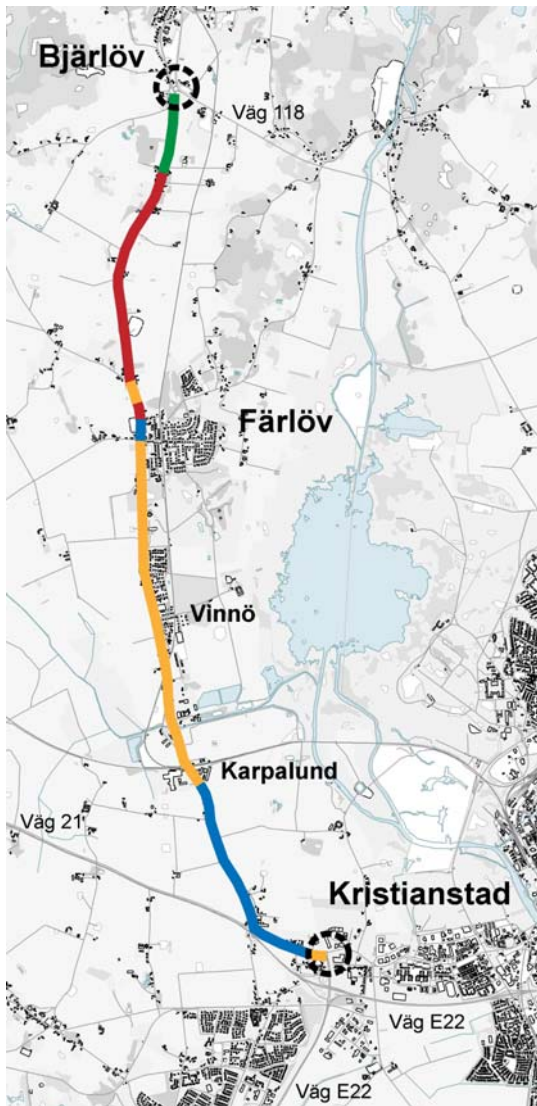 Bjärlöv
Väg 118
Färlöv
Vinnö
Karpalund
Väg 21
Kristianstad
Väg E22
Väg E22